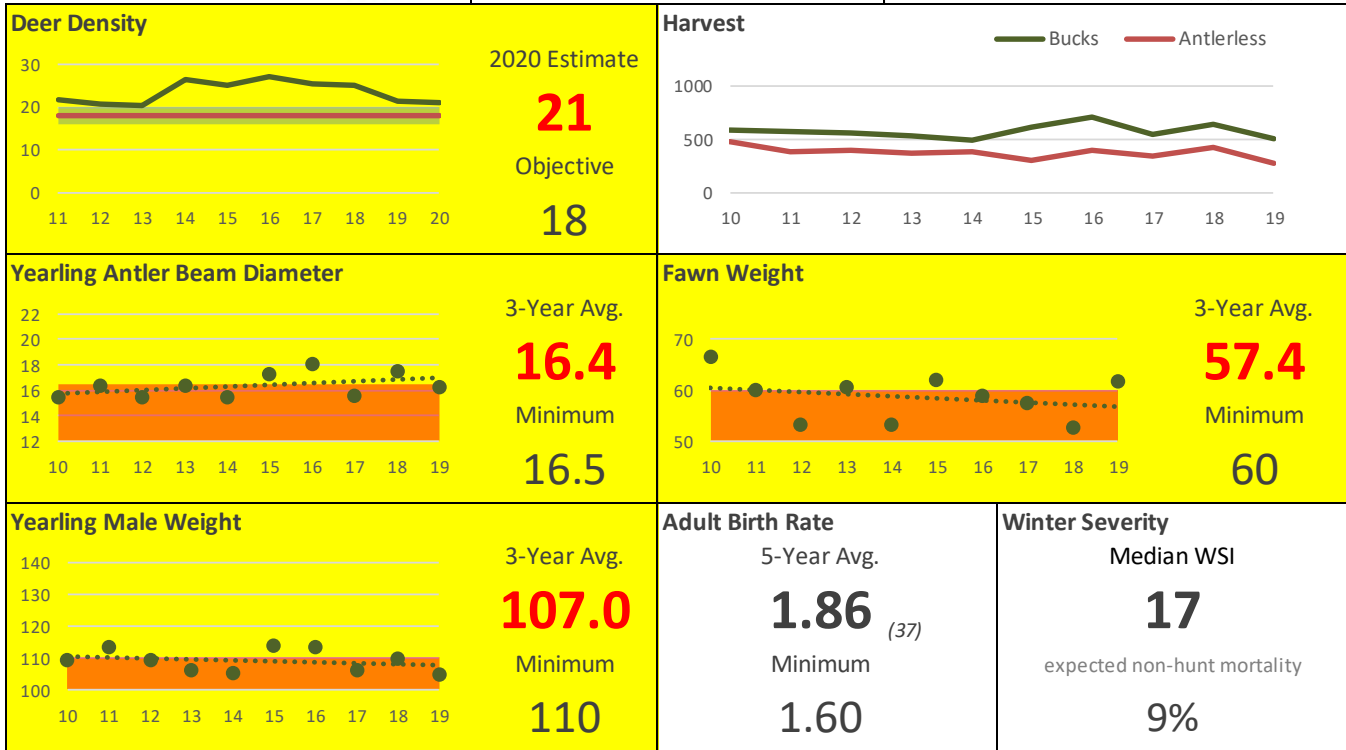 Deer Density
30
20
10
0
11 12 13 14 15 16 17 18 19 20
2020 Estimate
21
Objective
18
Harvest
Bucks Antlerless
1000
500
0
10 11 12 13 14 15 16 17 18 19
Yearling Antler Beam Diameter
22
20
18
16
14
12
10 11 12 13 14 15 16 17 18 19
3-Year Avg.
16.4
Minimum
16.5
Fawn Weight
70
60
50
10 11 12 13 14 15 16 17 18 19
3-Year Avg.
57.4
Minimum
60
Yearling Male Weight
140
130
120
110
100
10 11 12 13 14 15 16 17 18 19
3-Year Avg.
107.0
Minimum
110
Adult Birth Rate
5-Year Avg.
1.86 (37)
Minimum
1.60
Winter Severity
Median WSI
17
expected non-hunt mortality
9%